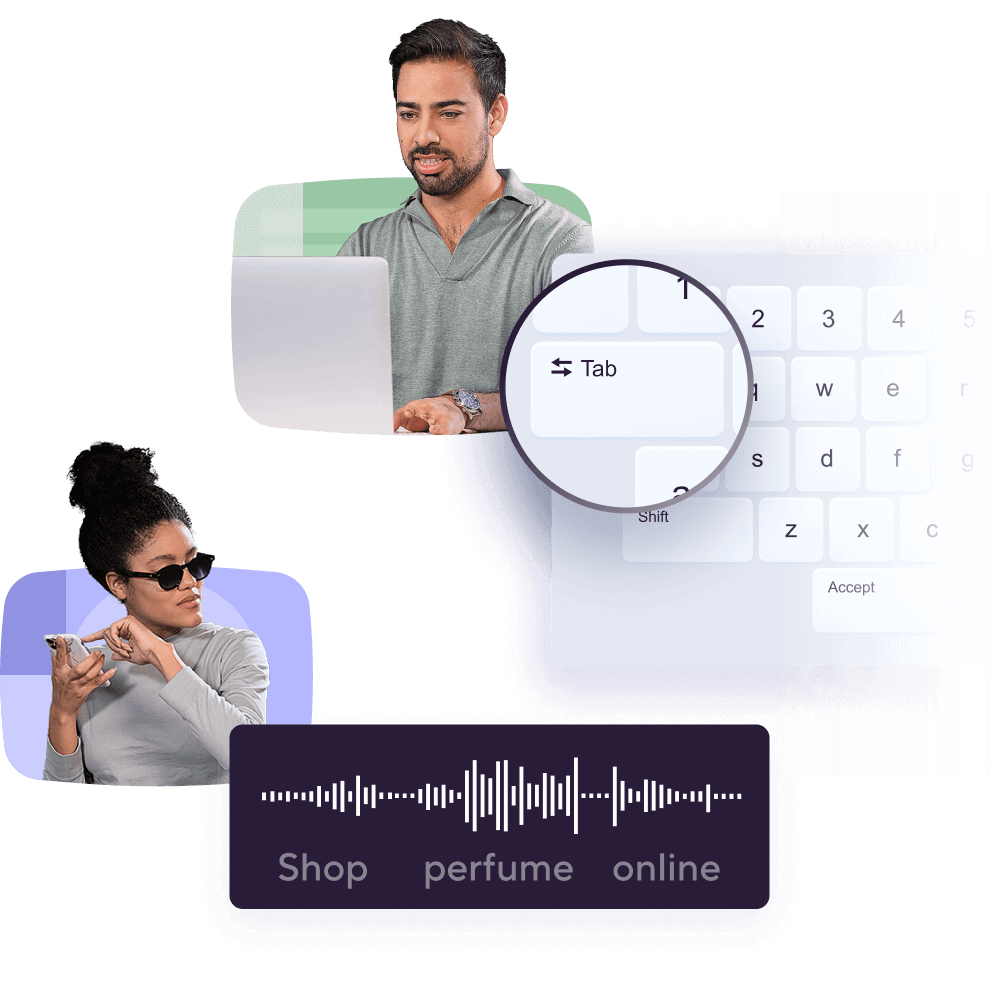 1 2 3 4 5
Tab q w e r
s d f g
Shift z x c
Accept
Shop perfume online